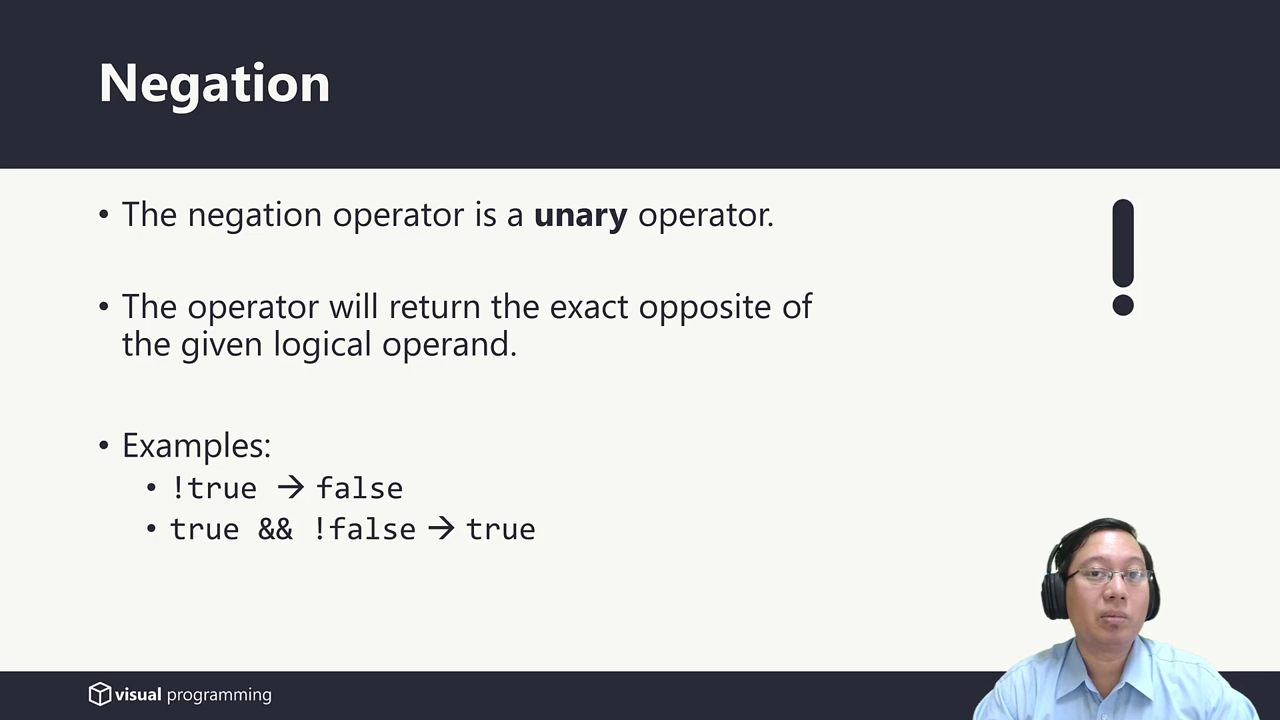 Negation
• The negation operator is a unary operator.
!
• The operator will return the exact opposite of
the given logical operand.
• Examples:
• !true → false
• true && !false → true
visual programming